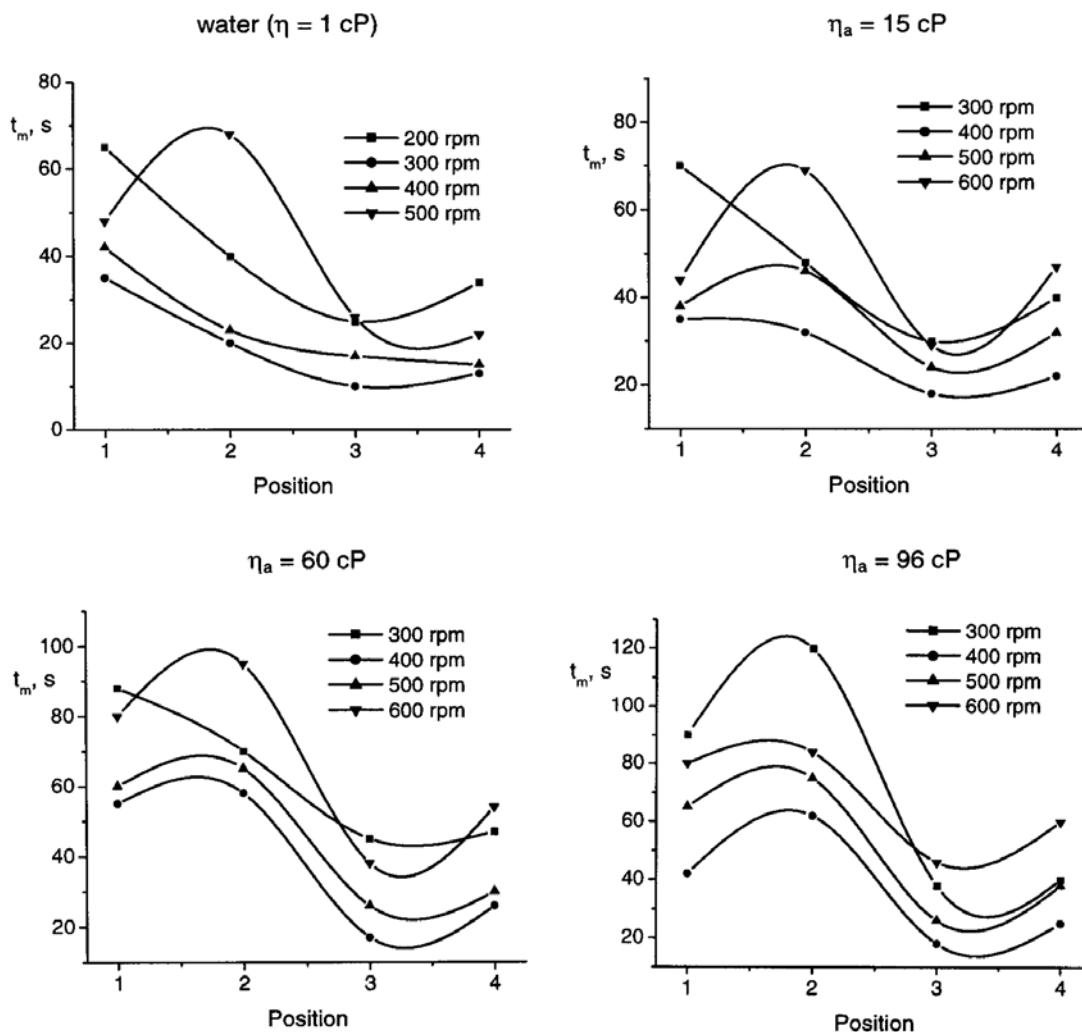 water (η = 1 cP)
80
60
40
20
0
t_m, s
200 rpm
300 rpm
400 rpm
500 rpm
1 2 3 4
Position
ηₐ = 15 cP
80
60
40
20
t_m, s
300 rpm
400 rpm
500 rpm
600 rpm
1 2 3 4
Position
ηₐ = 60 cP
100
80
60
40
20
t_m, s
300 rpm
400 rpm
500 rpm
600 rpm
1 2 3 4
Position
ηₐ = 96 cP
120
100
80
60
40
20
t_m, s
300 rpm
400 rpm
500 rpm
600 rpm
1 2 3 4
Position